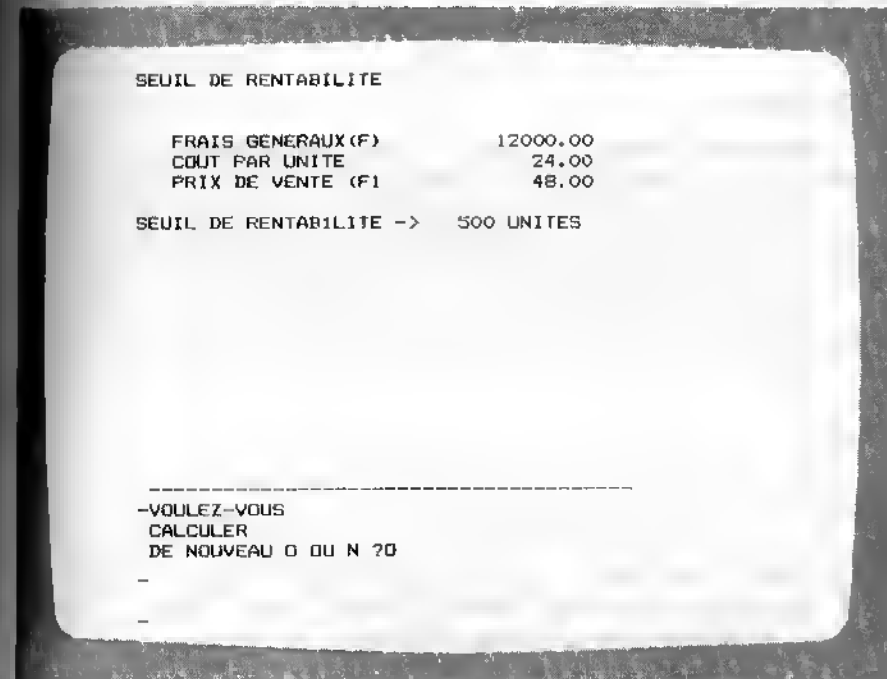 SEUIL DE RENTABILITE
FRAIS GENERAUX(F) 12000.00
COUT PAR UNITE 24.00
PRIX DE VENTE (F1 48.00
SEUIL DE RENTAB1LITE -> 500 UNITES
-VOULEZ-VOUS
CALCULER
DE NOUVEAU O OU N ?O